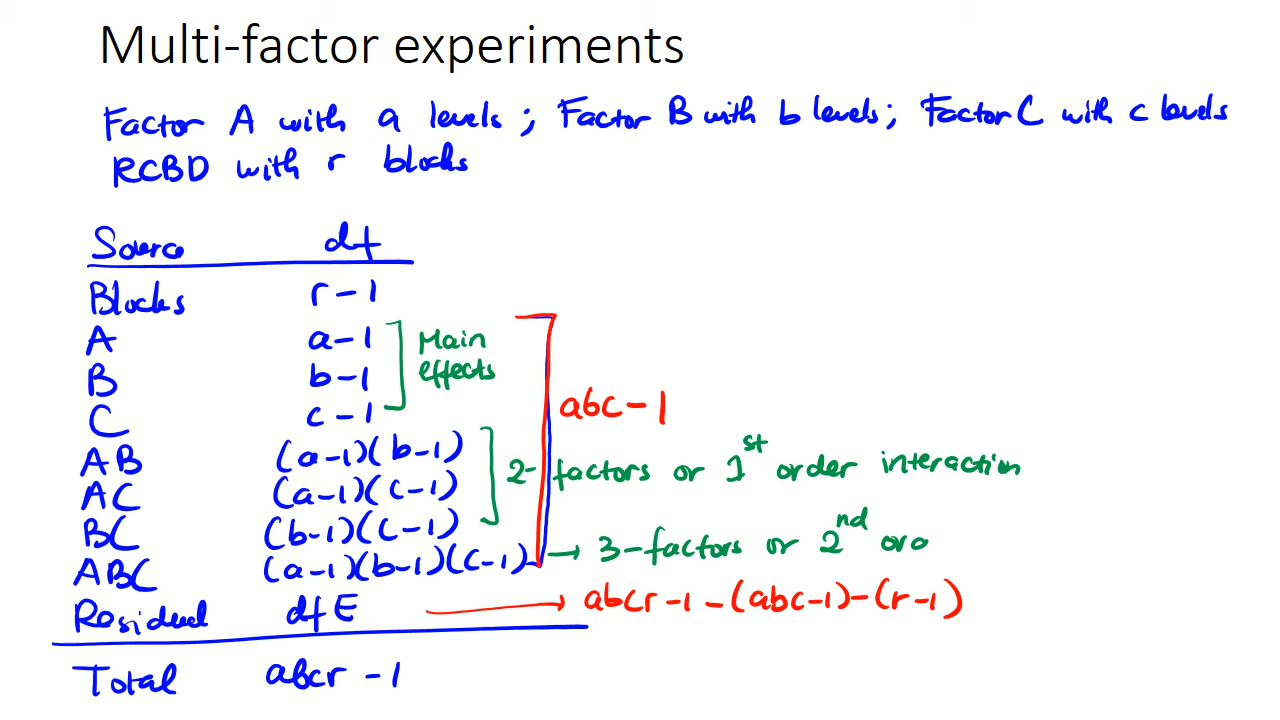 Multi-factor experiments
Factor A with a levels; Factor B with b levels; Factor C with c levels
RCBD with r blocks
Source df
Blocks r-1
A a-1 Main
B b-1 effects
C c-1 abc-1
AB (a-1)(b-1)
AC (a-1)(c-1) 2-factors or 1st order interaction
BC (b-1)(c-1)
ABC (a-1)(b-1)(c-1) → 3-factors or 2nd oro
Residual dfE → abcr-1-(abc-1)-(r-1)
Total abcr-1